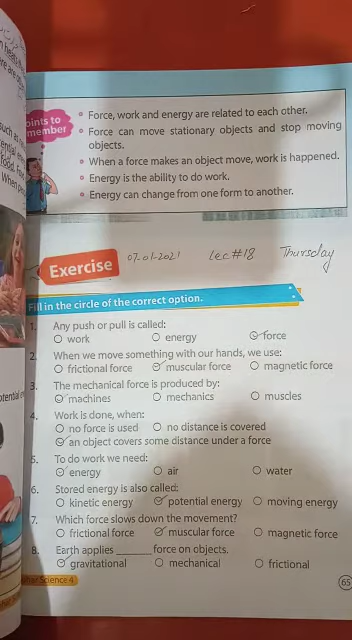 Points to
remember
Force, work and energy are related to each other.
Force can move stationary objects and stop moving
objects.
When a force makes an object move, work is happened.
Energy is the ability to do work.
Energy can change from one form to another.
Exercise
07-01-2021 Lec #18 Thursday
Fill in the circle of the correct option.
1. Any push or pull is called:
work energy force
2. When we move something with our hands, we use:
frictional force muscular force magnetic force
3. The mechanical force is produced by:
machines mechanics muscles
4. Work is done, when:
no force is used no distance is covered
an object covers some distance under a force
5. To do work we need:
energy air water
6. Stored energy is also called:
kinetic energy potential energy moving energy
7. Which force slows down the movement?
frictional force muscular force magnetic force
8. Earth applies ______ force on objects.
gravitational mechanical frictional
Science 4
65